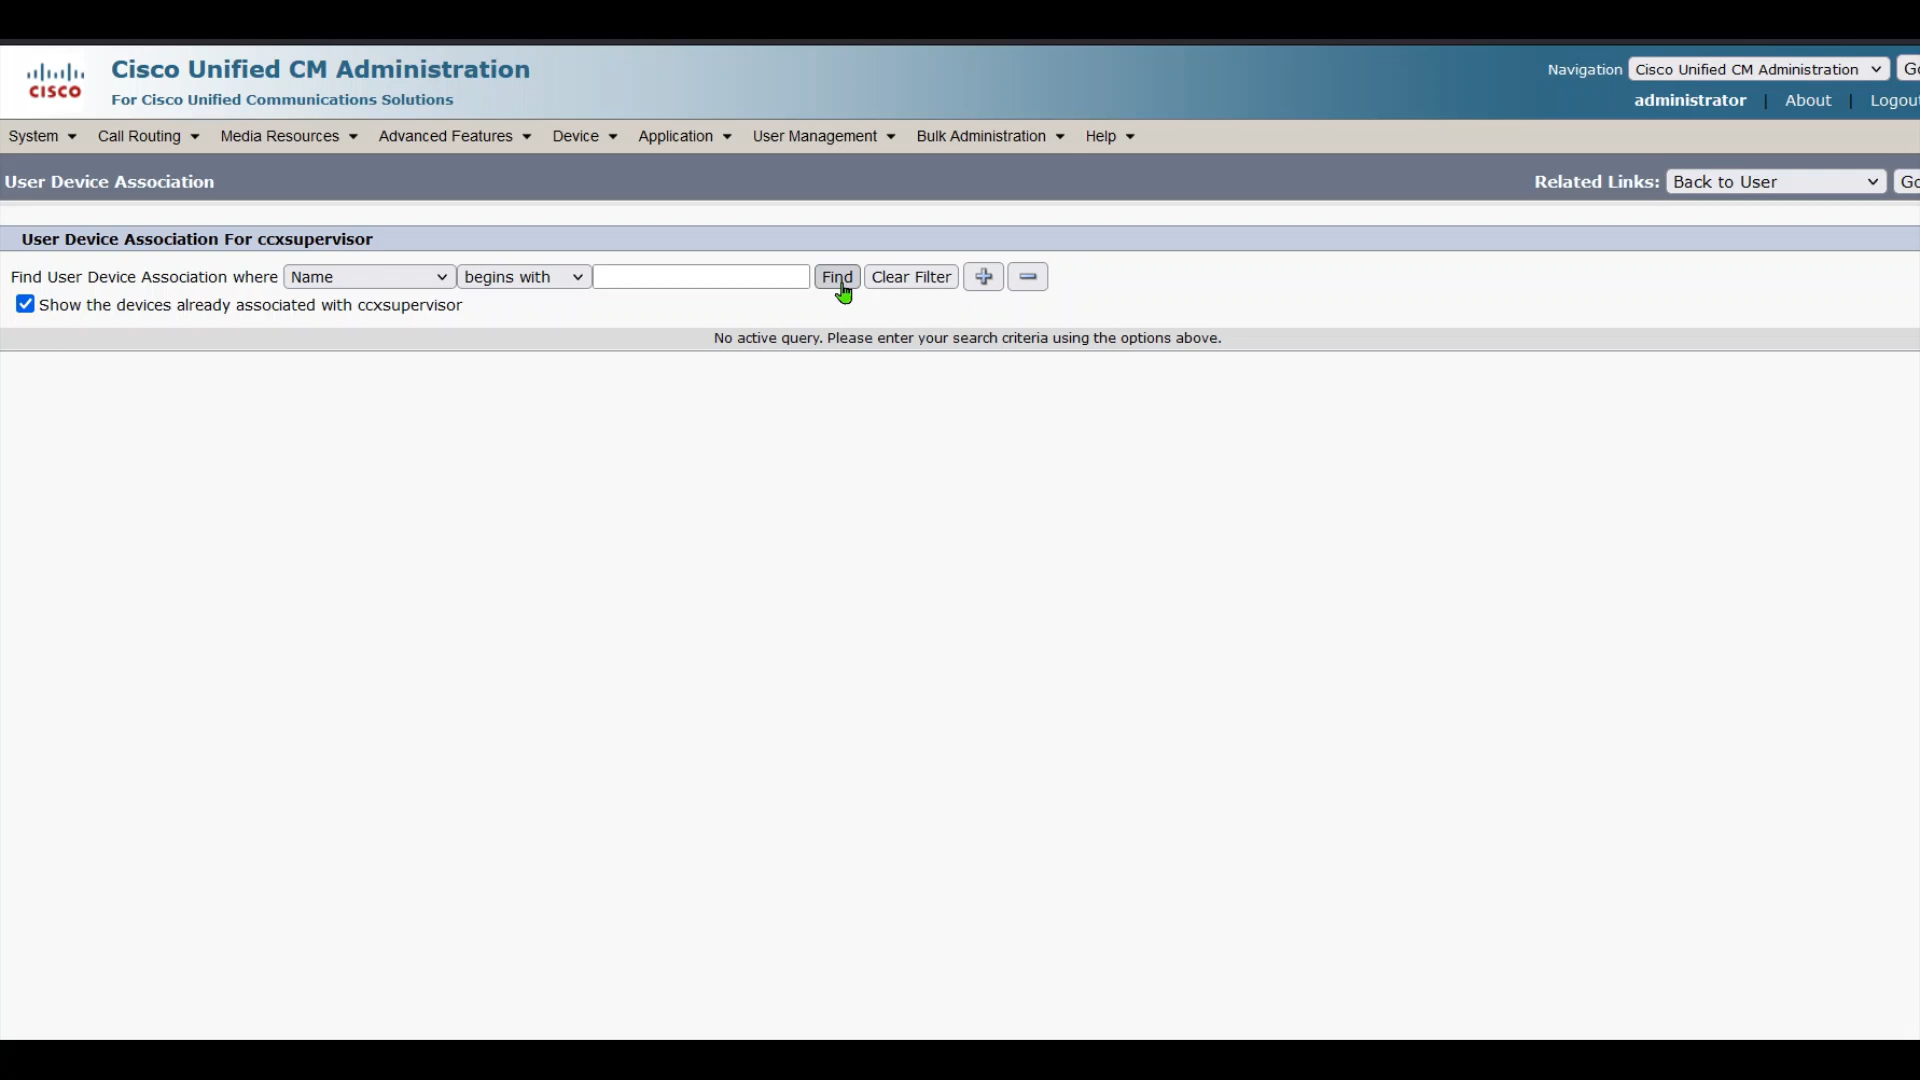 Cisco Unified CM Administration
For Cisco Unified Communications Solutions
CISCO
Navigation Cisco Unified CM Administration
administrator | About | Logout
System Call Routing Media Resources Advanced Features Device Application User Management Bulk Administration Help
User Device Association
Related Links: Back to User
User Device Association For ccxsupervisor
Find User Device Association where Name begins with Find Clear Filter
Show the devices already associated with ccxsupervisor
No active query. Please enter your search criteria using the options above.